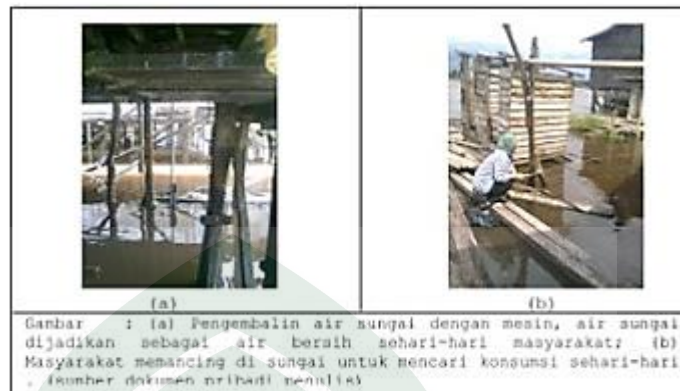 (a) (b)
Gambar : (a) Pengembalin air sungai dengan mesin, air sungai
dijadikan sebagai air bersih sehari-hari masyarakat; (b)
Masyarakat memancing di sungai untuk mencari konsumsi sehari-hari
. (sumber dokumen pribadi penulis)